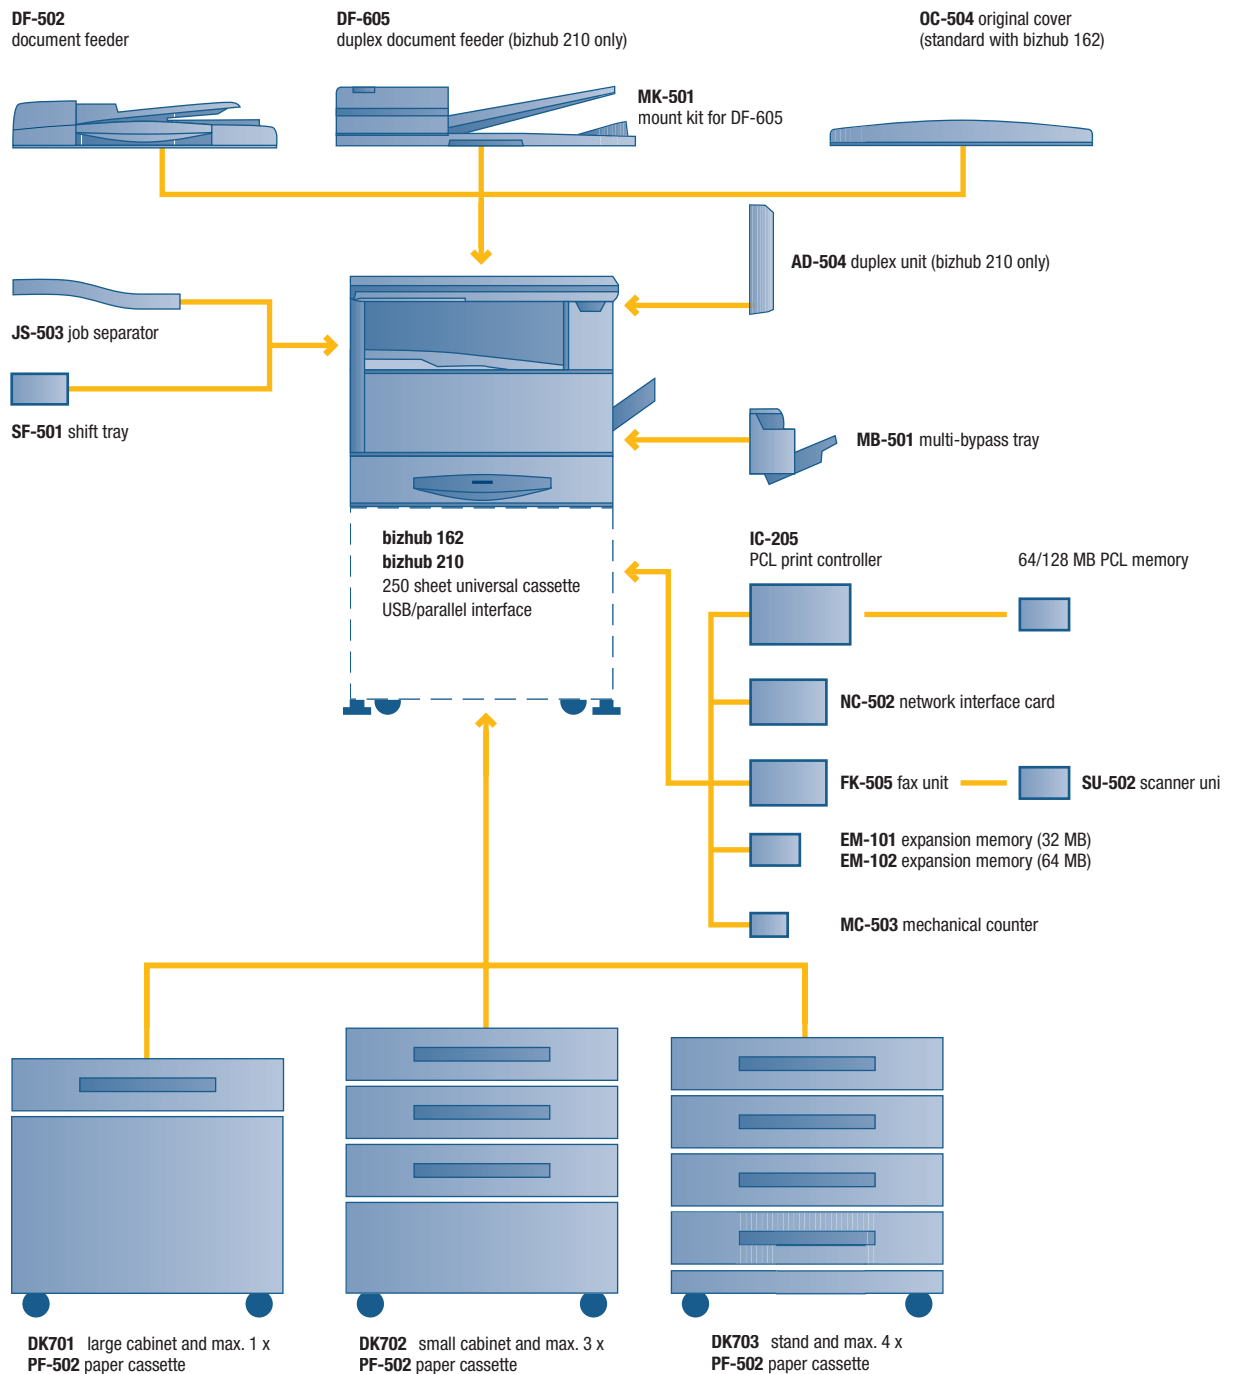 DF-502
document feeder
DF-605
duplex document feeder (bizhub 210 only)
OC-504 original cover
(standard with bizhub 162)
MK-501
mount kit for DF-605
AD-504 duplex unit (bizhub 210 only)
JS-503 job separator
SF-501 shift tray
MB-501 multi-bypass tray
bizhub 162
bizhub 210
250 sheet universal cassette
USB/parallel interface
IC-205
PCL print controller
64/128 MB PCL memory
NC-502 network interface card
FK-505 fax unit
SU-502 scanner uni
EM-101 expansion memory (32 MB)
EM-102 expansion memory (64 MB)
MC-503 mechanical counter
DK701 large cabinet and max. 1 x
PF-502 paper cassette
DK702 small cabinet and max. 3 x
PF-502 paper cassette
DK703 stand and max. 4 x
PF-502 paper cassette